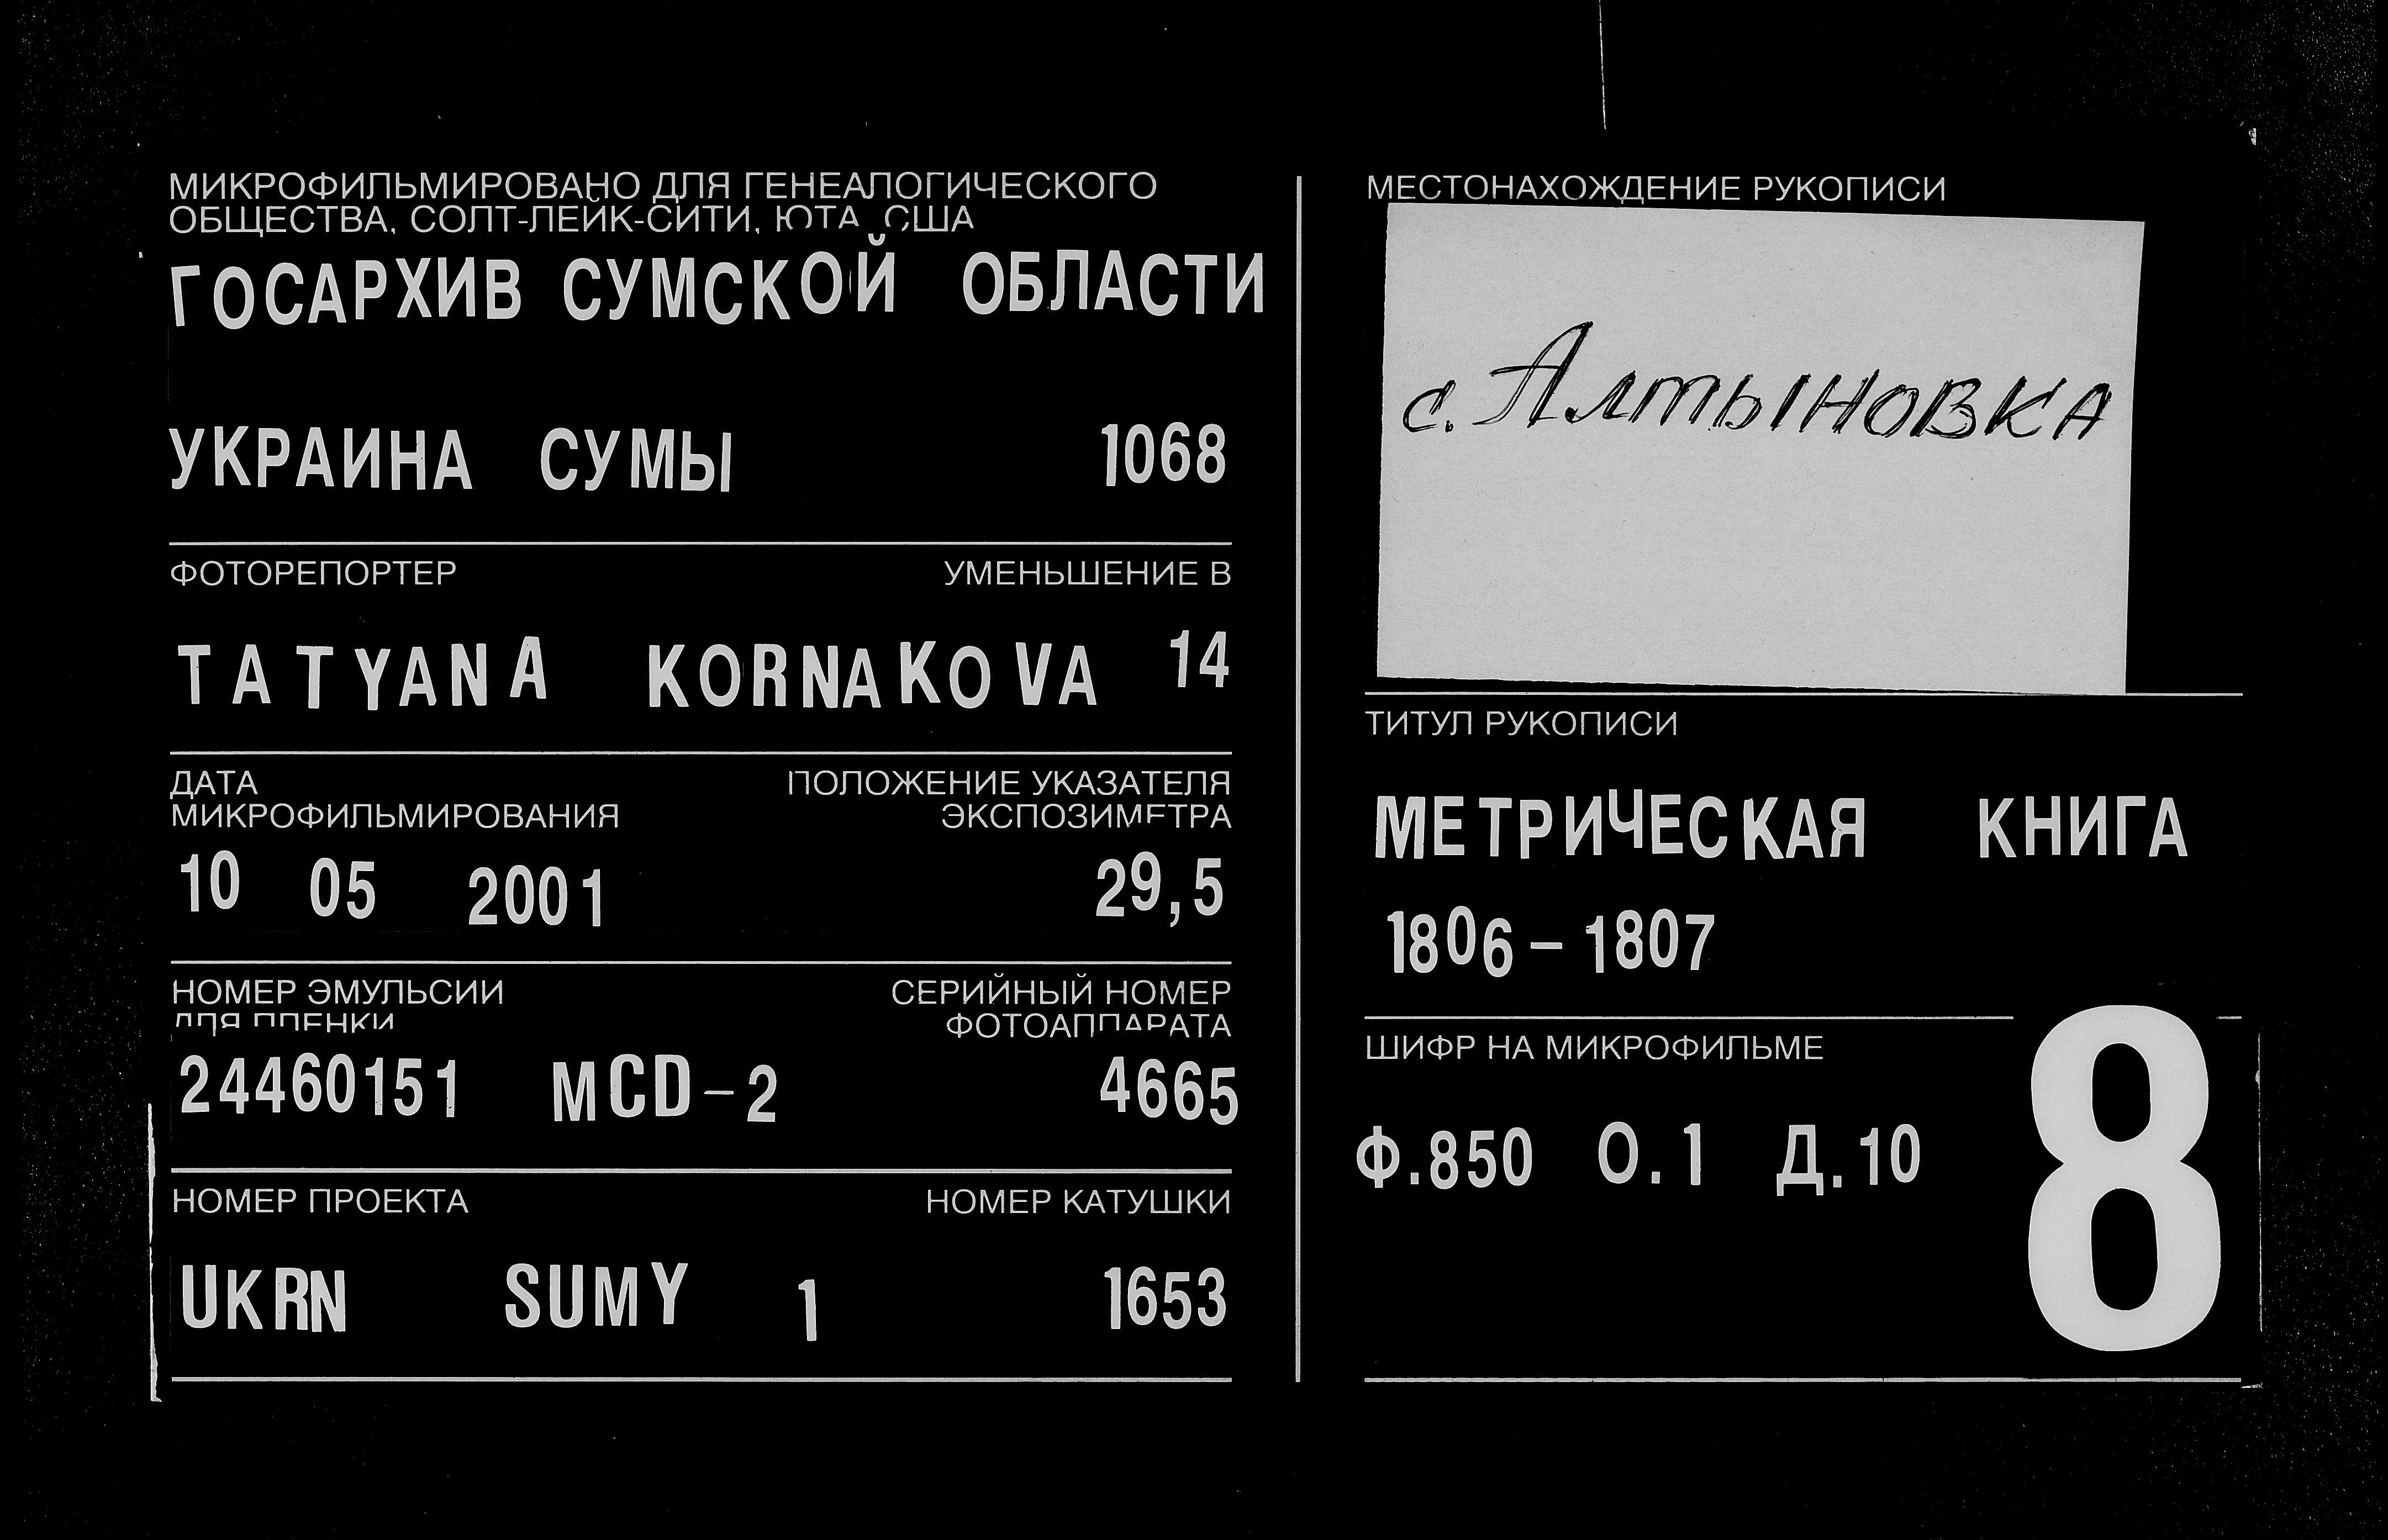 МИКРОФИЛЬМИРОВАНО ДЛЯ ГЕНЕАЛОГИЧЕСКОГО
ОБЩЕСТВА, СОЛТ-ЛЕЙК-СИТИ, ЮТА, США
ГОСАРХИВ СУМСКОЙ ОБЛАСТИ
УКРАИНА СУМЫ 1068
ФОТОРЕПОРТЕР УМЕНЬШЕНИЕ В
TATYANA KORNAKOVA 14
ДАТА ПОЛОЖЕНИЕ УКАЗАТЕЛЯ
МИКРОФИЛЬМИРОВАНИЯ ЭКСПОЗИМЕТРА
10 05 2001 29,5
НОМЕР ЭМУЛЬСИИ СЕРИЙНЫЙ НОМЕР
ДЛЯ ПЛЕНКИ ФОТОАППАРАТА
24460151 MCD-2 4665
НОМЕР ПРОЕКТА НОМЕР КАТУШКИ
UKRN SUMY 1 1653
МЕСТОНАХОЖДЕНИЕ РУКОПИСИ
с. Алтыновка
ТИТУЛ РУКОПИСИ
МЕТРИЧЕСКАЯ КНИГА
1806-1807
ШИФР НА МИКРОФИЛЬМЕ
Ф.850 О.1 Д.10
8